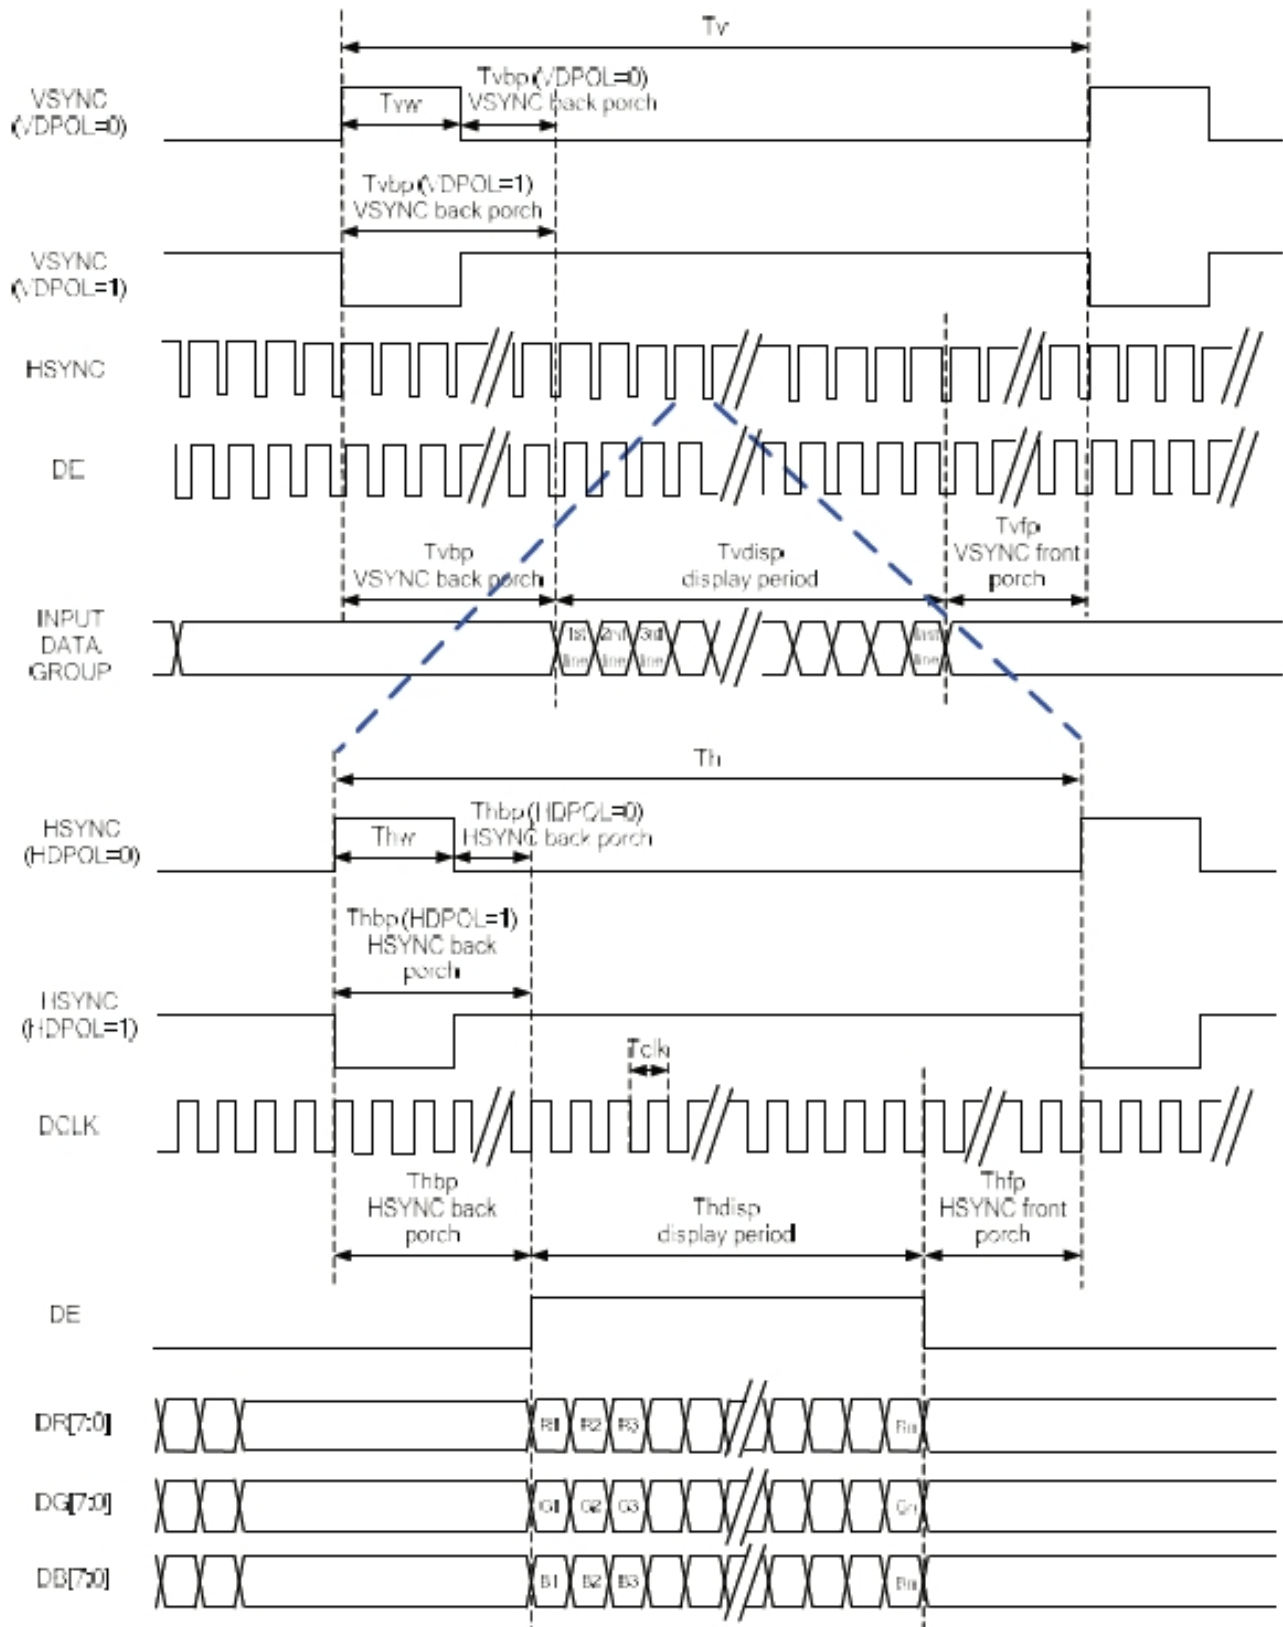 Tv
VSYNC
(VDPOL=0)
Tvw
Tvbp (VDPOL=0)
VSYNC back porch
Tvbp (VDPOL=1)
VSYNC back porch
VSYNC
(VDPOL=1)
HSYNC
DE
Tvbp
VSYNC back porch
Tvdisp
display period
Tvfp
VSYNC front
porch
INPUT
DATA
GROUP
1st
line
2nd
line
3rd
line
last
line
Th
HSYNC
(HDPOL=0)
Thw
Thbp (HDPOL=0)
HSYNC back porch
Thbp (HDPOL=1)
HSYNC back
porch
HSYNC
(HDPOL=1)
Tclk
DCLK
Thbp
HSYNC back
porch
Thdisp
display period
Thfp
HSYNC front
porch
DE
DR[7:0]
R1 R2 R3 Rn
DG[7:0]
G1 G2 G3 Gn
DB[7:0]
B1 B2 B3 Bn